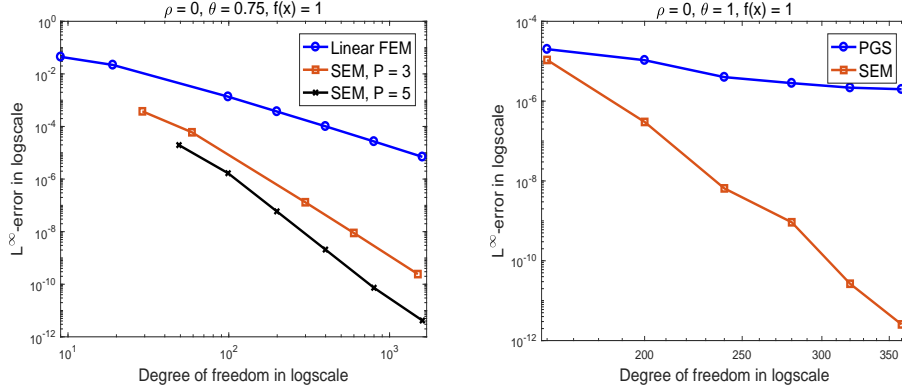 ρ = 0, θ = 0.75, f(x) = 1
10^0
10^-2
10^-4
10^-6
10^-8
10^-10
10^-12
L^∞-error in logscale
Linear FEM
SEM, P = 3
SEM, P = 5
10^1
10^2
10^3
Degree of freedom in logscale
ρ = 0, θ = 1, f(x) = 1
10^-4
10^-6
10^-8
10^-10
10^-12
L^∞-error in logscale
PGS
SEM
200
250
300
350
Degree of freedom in logscale